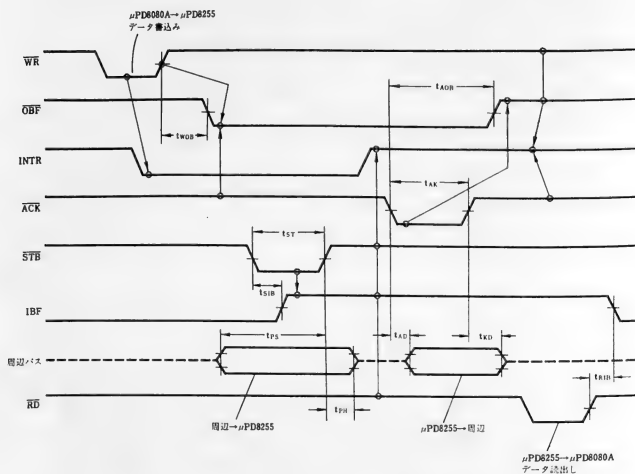 μPD8080A→μPD8255
データ書込み
WR
OBF
tWOB
tAOB
INTR
tAK
ACK
tST
STB
tSIB
IBF
tPS
tAD
tKD
周辺バス
tRIB
周辺→μPD8255
tPH
μPD8255→周辺
RD
μPD8255→μPD8080A
データ読出し